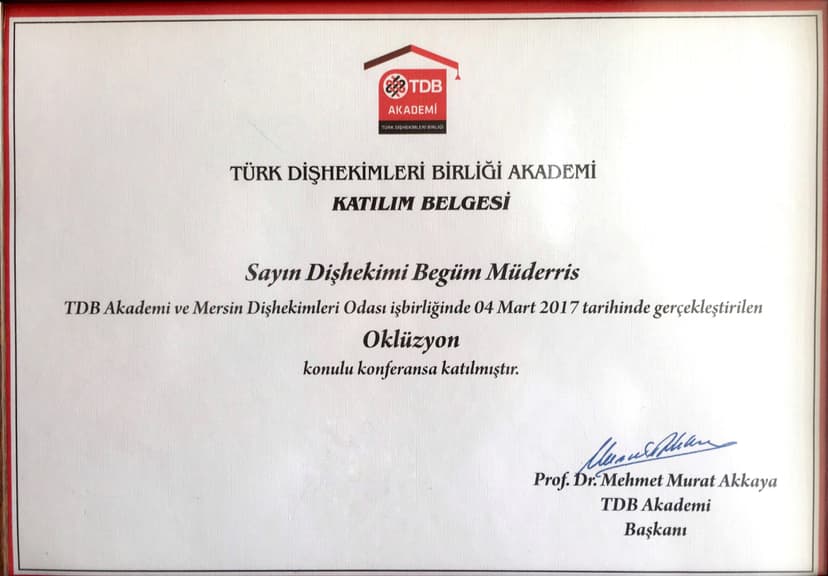 TDB
AKADEMİ
TÜRK DİŞHEKİMLERİ BİRLİĞİ
TÜRK DİŞHEKİMLERİ BİRLİĞİ AKADEMİ
KATILIM BELGESİ
Sayın Dişhekimi Begüm Müderris
TDB Akademi ve Mersin Dişhekimleri Odası işbirliğinde 04 Mart 2017 tarihinde gerçekleştirilen
Oklüzyon
konulu konferansa katılmıştır.
Prof. Dr. Mehmet Murat Akkaya
TDB Akademi
Başkanı